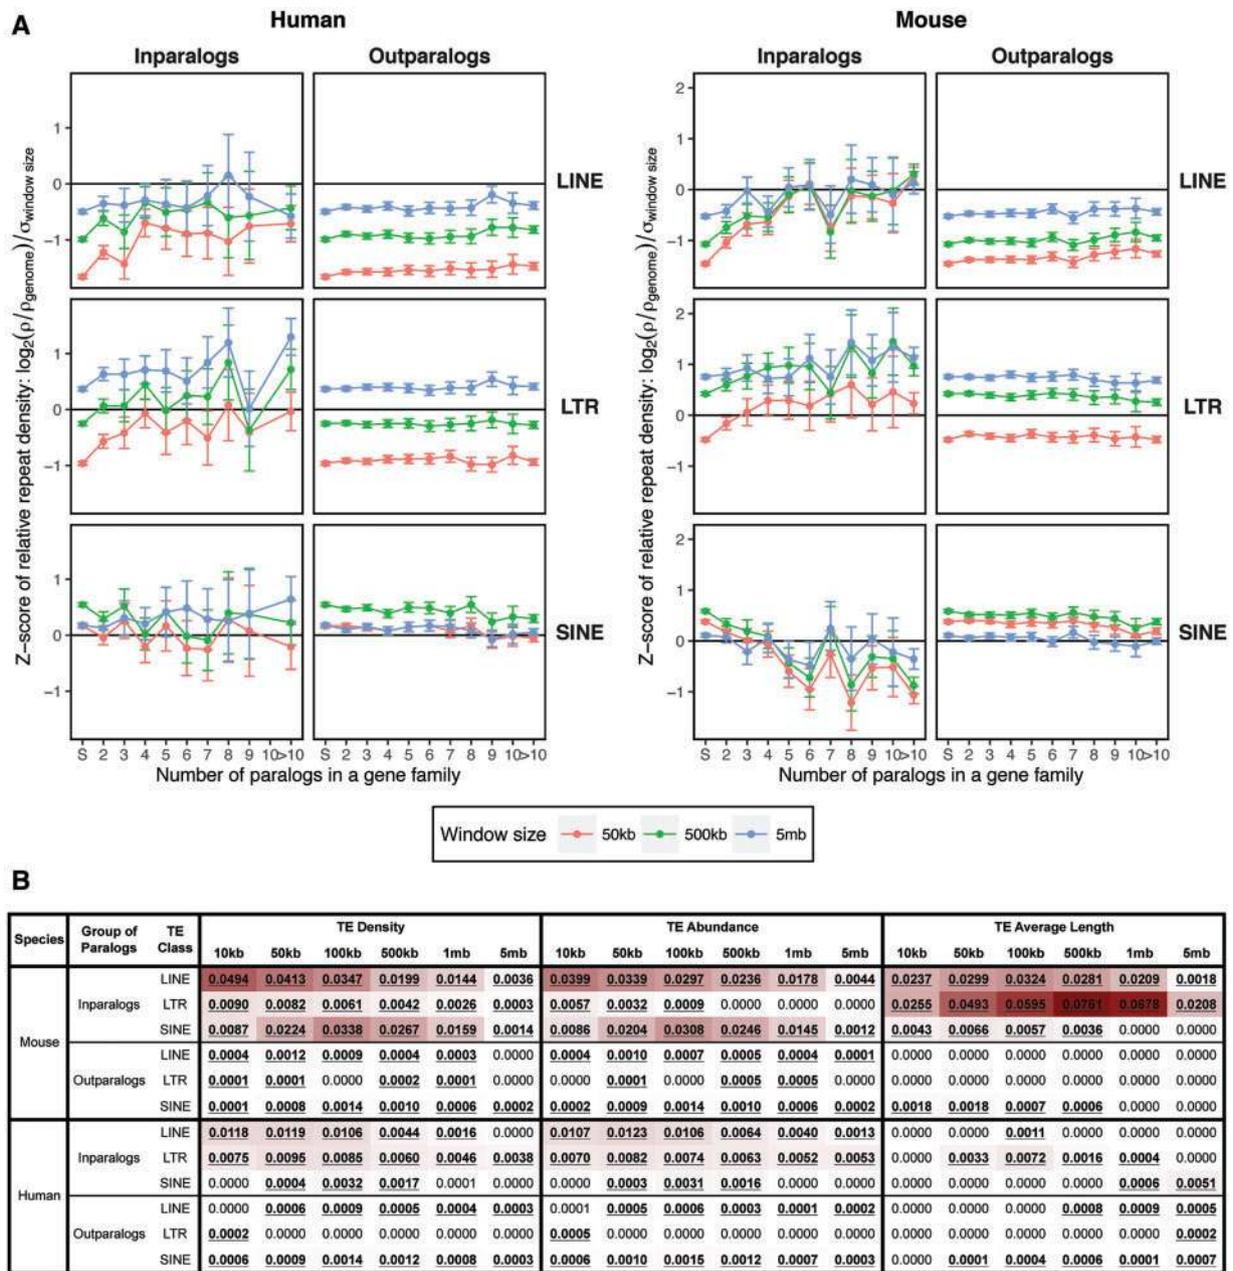 A
Human
Mouse
Inparalogs
Outparalogs
Inparalogs
Outparalogs
Z−score of relative repeat density: log2(ρ/ρgenome)/σwindow size
1
0
−1
LINE
1
0
−1
LTR
1
0
−1
SINE
S 2 3 4 5 6 7 8 9 10 >10
S 2 3 4 5 6 7 8 9 10 >10
Number of paralogs in a gene family
Z−score of relative repeat density: log2(ρ/ρgenome)/σwindow size
2
1
0
−1
LINE
2
1
0
−1
LTR
2
1
0
−1
SINE
S 2 3 4 5 6 7 8 9 10 >10
S 2 3 4 5 6 7 8 9 10 >10
Number of paralogs in a gene family
Window size 50kb 500kb 5mb
B
Species Group of Paralogs TE Class TE Density TE Abundance TE Average Length
10kb 50kb 100kb 500kb 1mb 5mb 10kb 50kb 100kb 500kb 1mb 5mb 10kb 50kb 100kb 500kb 1mb 5mb
Mouse Inparalogs LINE 0.0494 0.0413 0.0347 0.0199 0.0144 0.0036 0.0399 0.0339 0.0297 0.0236 0.0178 0.0044 0.0237 0.0299 0.0324 0.0281 0.0209 0.0018
LTR 0.0090 0.0082 0.0061 0.0042 0.0026 0.0003 0.0057 0.0032 0.0009 0.0000 0.0000 0.0000 0.0255 0.0493 0.0595 0.0761 0.0678 0.0208
SINE 0.0087 0.0224 0.0338 0.0267 0.0159 0.0014 0.0086 0.0204 0.0308 0.0246 0.0145 0.0012 0.0043 0.0066 0.0057 0.0036 0.0000 0.0000
Outparalogs LINE 0.0004 0.0012 0.0009 0.0004 0.0003 0.0000 0.0004 0.0010 0.0007 0.0005 0.0004 0.0001 0.0000 0.0000 0.0000 0.0000 0.0000 0.0000
LTR 0.0001 0.0001 0.0000 0.0002 0.0001 0.0000 0.0000 0.0001 0.0000 0.0005 0.0005 0.0000 0.0000 0.0000 0.0000 0.0000 0.0000 0.0000
SINE 0.0001 0.0008 0.0014 0.0010 0.0006 0.0002 0.0002 0.0009 0.0014 0.0010 0.0006 0.0002 0.0018 0.0018 0.0007 0.0006 0.0000 0.0000
Human Inparalogs LINE 0.0118 0.0119 0.0106 0.0044 0.0016 0.0000 0.0107 0.0123 0.0106 0.0064 0.0040 0.0013 0.0000 0.0000 0.0011 0.0000 0.0000 0.0000
LTR 0.0075 0.0095 0.0085 0.0060 0.0046 0.0038 0.0070 0.0082 0.0074 0.0063 0.0052 0.0053 0.0000 0.0033 0.0072 0.0016 0.0004 0.0000
SINE 0.0000 0.0004 0.0032 0.0017 0.0001 0.0000 0.0000 0.0003 0.0031 0.0016 0.0000 0.0000 0.0000 0.0000 0.0000 0.0000 0.0006 0.0051
Outparalogs LINE 0.0000 0.0006 0.0009 0.0005 0.0004 0.0003 0.0001 0.0005 0.0006 0.0003 0.0001 0.0002 0.0000 0.0000 0.0000 0.0008 0.0009 0.0005
LTR 0.0002 0.0000 0.0000 0.0000 0.0000 0.0000 0.0005 0.0000 0.0000 0.0000 0.0000 0.0000 0.0000 0.0000 0.0000 0.0000 0.0000 0.0002
SINE 0.0006 0.0009 0.0014 0.0012 0.0008 0.0003 0.0006 0.0010 0.0015 0.0012 0.0007 0.0003 0.0000 0.0001 0.0004 0.0006 0.0001 0.0007